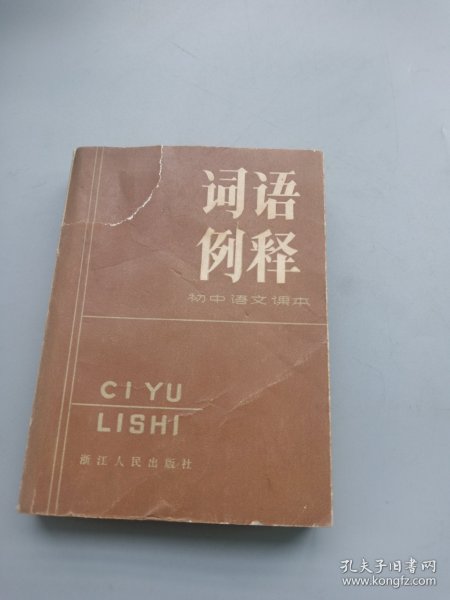 词语
例释
初中语文课本
CI YU
LISHI
浙江人民出版社
孔夫子旧书网
www.kongfz.com